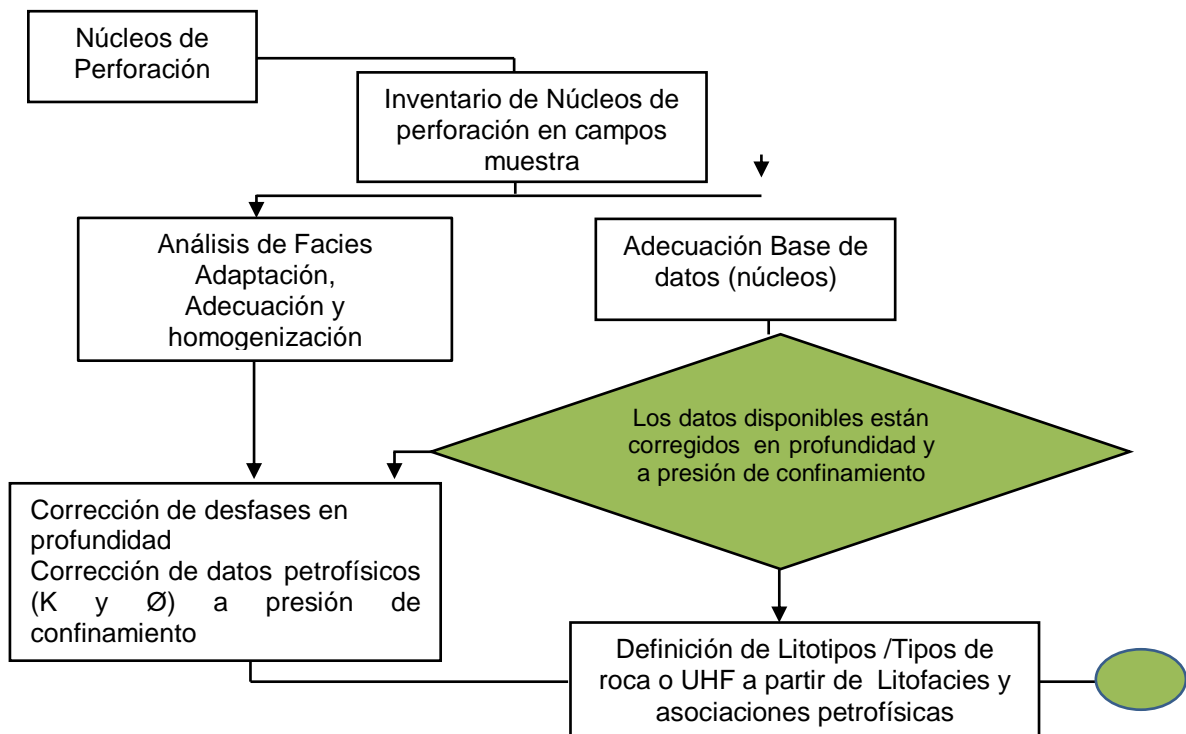 Núcleos de
Perforación
Inventario de Núcleos de
perforación en campos
muestra
Análisis de Facies
Adaptación,
Adecuación y
homogenización
Adecuación Base de
datos (núcleos)
Los datos disponibles están
corregidos en profundidad y
a presión de confinamiento
Corrección de desfases en
profundidad
Corrección de datos petrofísicos
(K y Ø) a presión de
confinamiento
Definición de Litotipos /Tipos de
roca o UHF a partir de Litofacies y
asociaciones petrofísicas